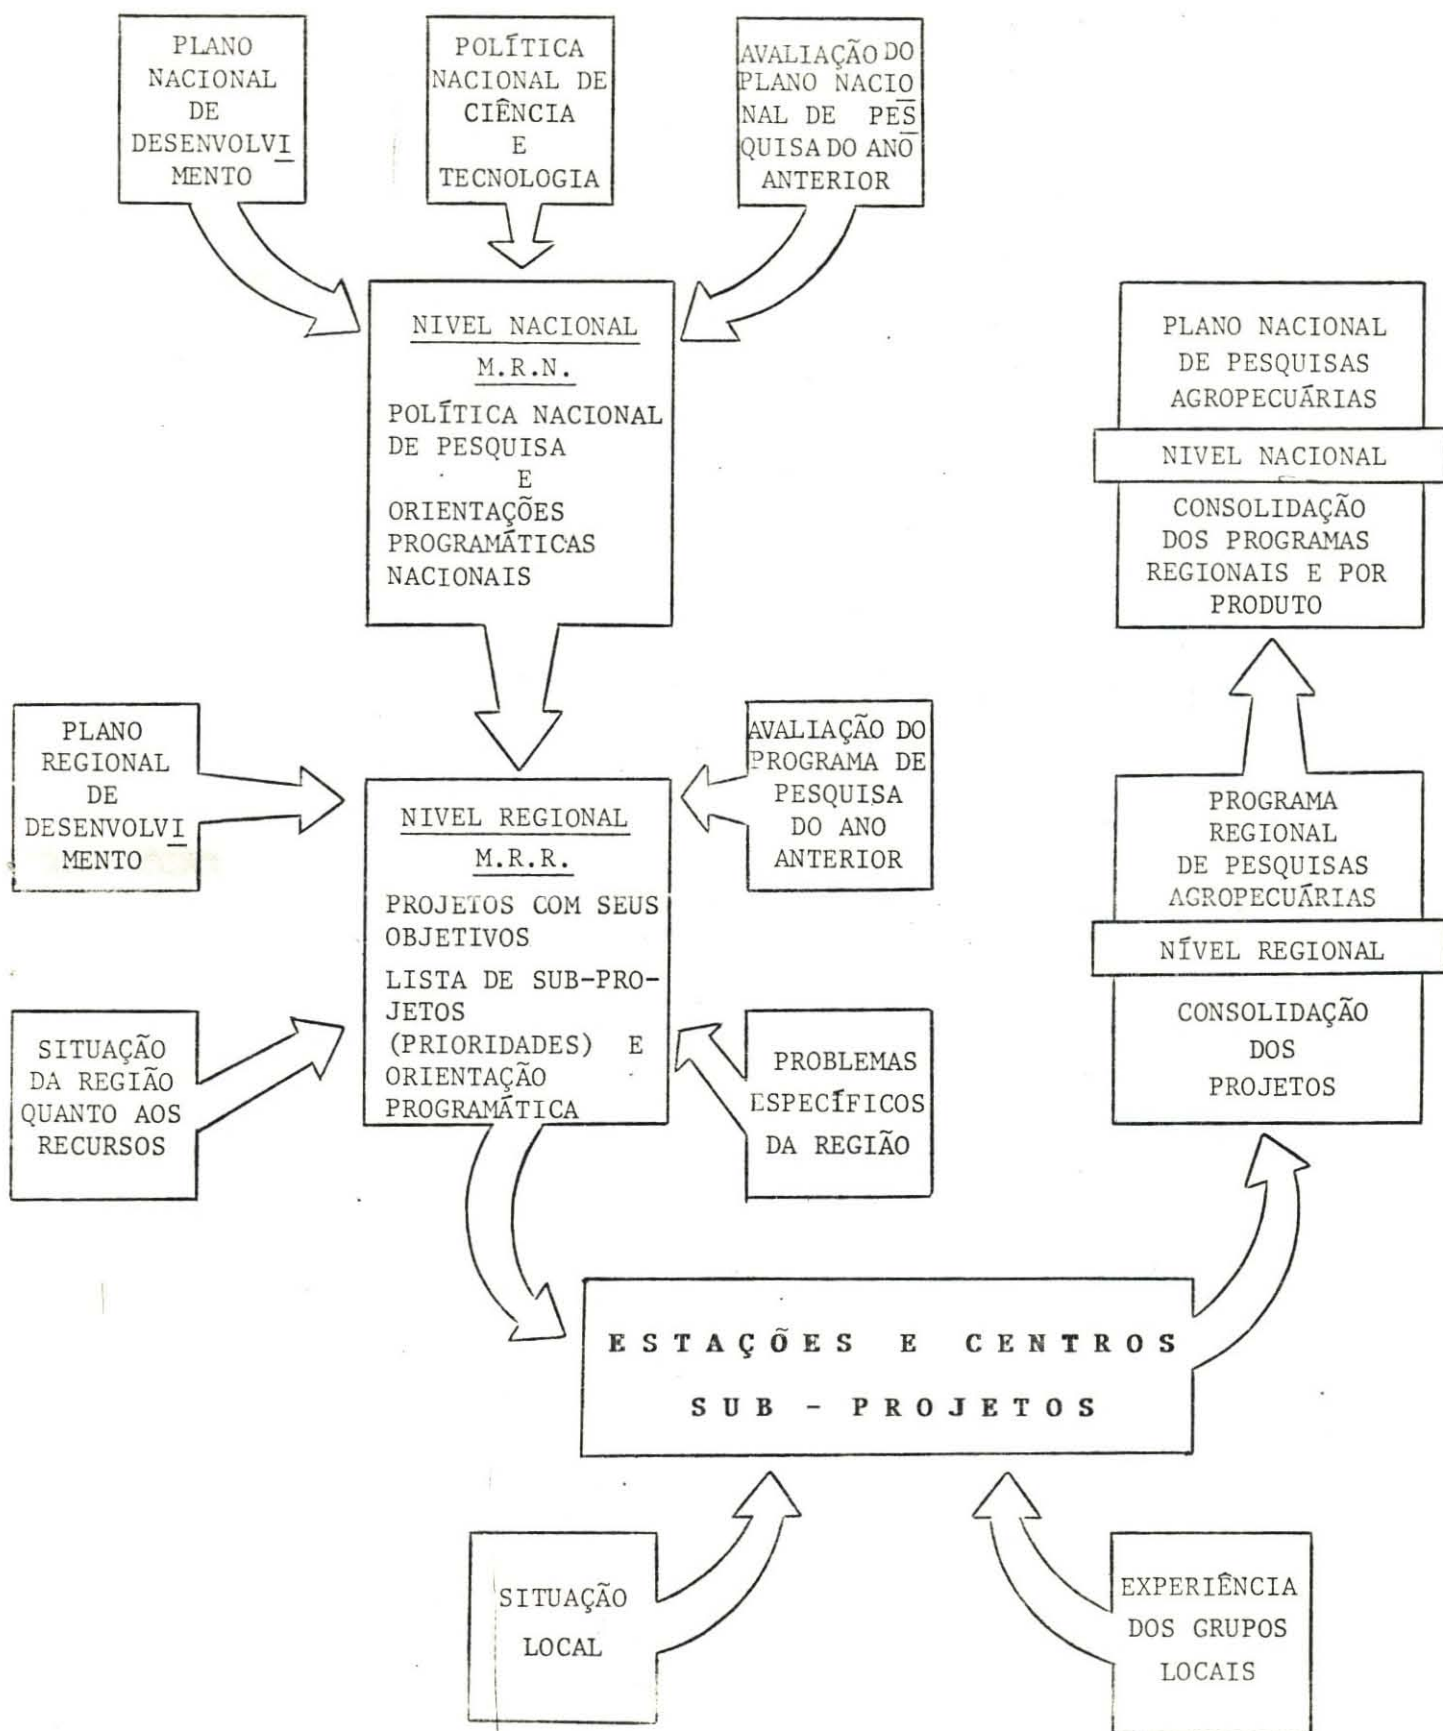 PLANO
NACIONAL
DE
DESENVOLVI
MENTO
POLÍTICA
NACIONAL DE
CIÊNCIA
E
TECNOLOGIA
AVALIAÇÃO DO
PLANO NACIO
NAL DE PES
QUISA DO ANO
ANTERIOR
NIVEL NACIONAL
M.R.N.
POLÍTICA NACIONAL
DE PESQUISA
E
ORIENTAÇÕES
PROGRAMÁTICAS
NACIONAIS
PLANO
REGIONAL
DE
DESENVOLVI
MENTO
AVALIAÇÃO DO
PROGRAMA DE
PESQUISA
DO ANO
ANTERIOR
NIVEL REGIONAL
M.R.R.
PROJETOS COM SEUS
OBJETIVOS
LISTA DE SUB-PRO-
JETOS
(PRIORIDADES) E
ORIENTAÇÃO
PROGRAMÁTICA
SITUAÇÃO
DA REGIÃO
QUANTO AOS
RECURSOS
PROBLEMAS
ESPECÍFICOS
DA REGIÃO
ESTAÇÕES E CENTROS
SUB - PROJETOS
SITUAÇÃO
LOCAL
EXPERIÊNCIA
DOS GRUPOS
LOCAIS
PLANO NACIONAL
DE PESQUISAS
AGROPECUÁRIAS
NIVEL NACIONAL
CONSOLIDAÇÃO
DOS PROGRAMAS
REGIONAIS E POR
PRODUTO
PROGRAMA
REGIONAL
DE PESQUISAS
AGROPECUÁRIAS
NÍVEL REGIONAL
CONSOLIDAÇÃO
DOS
PROJETOS